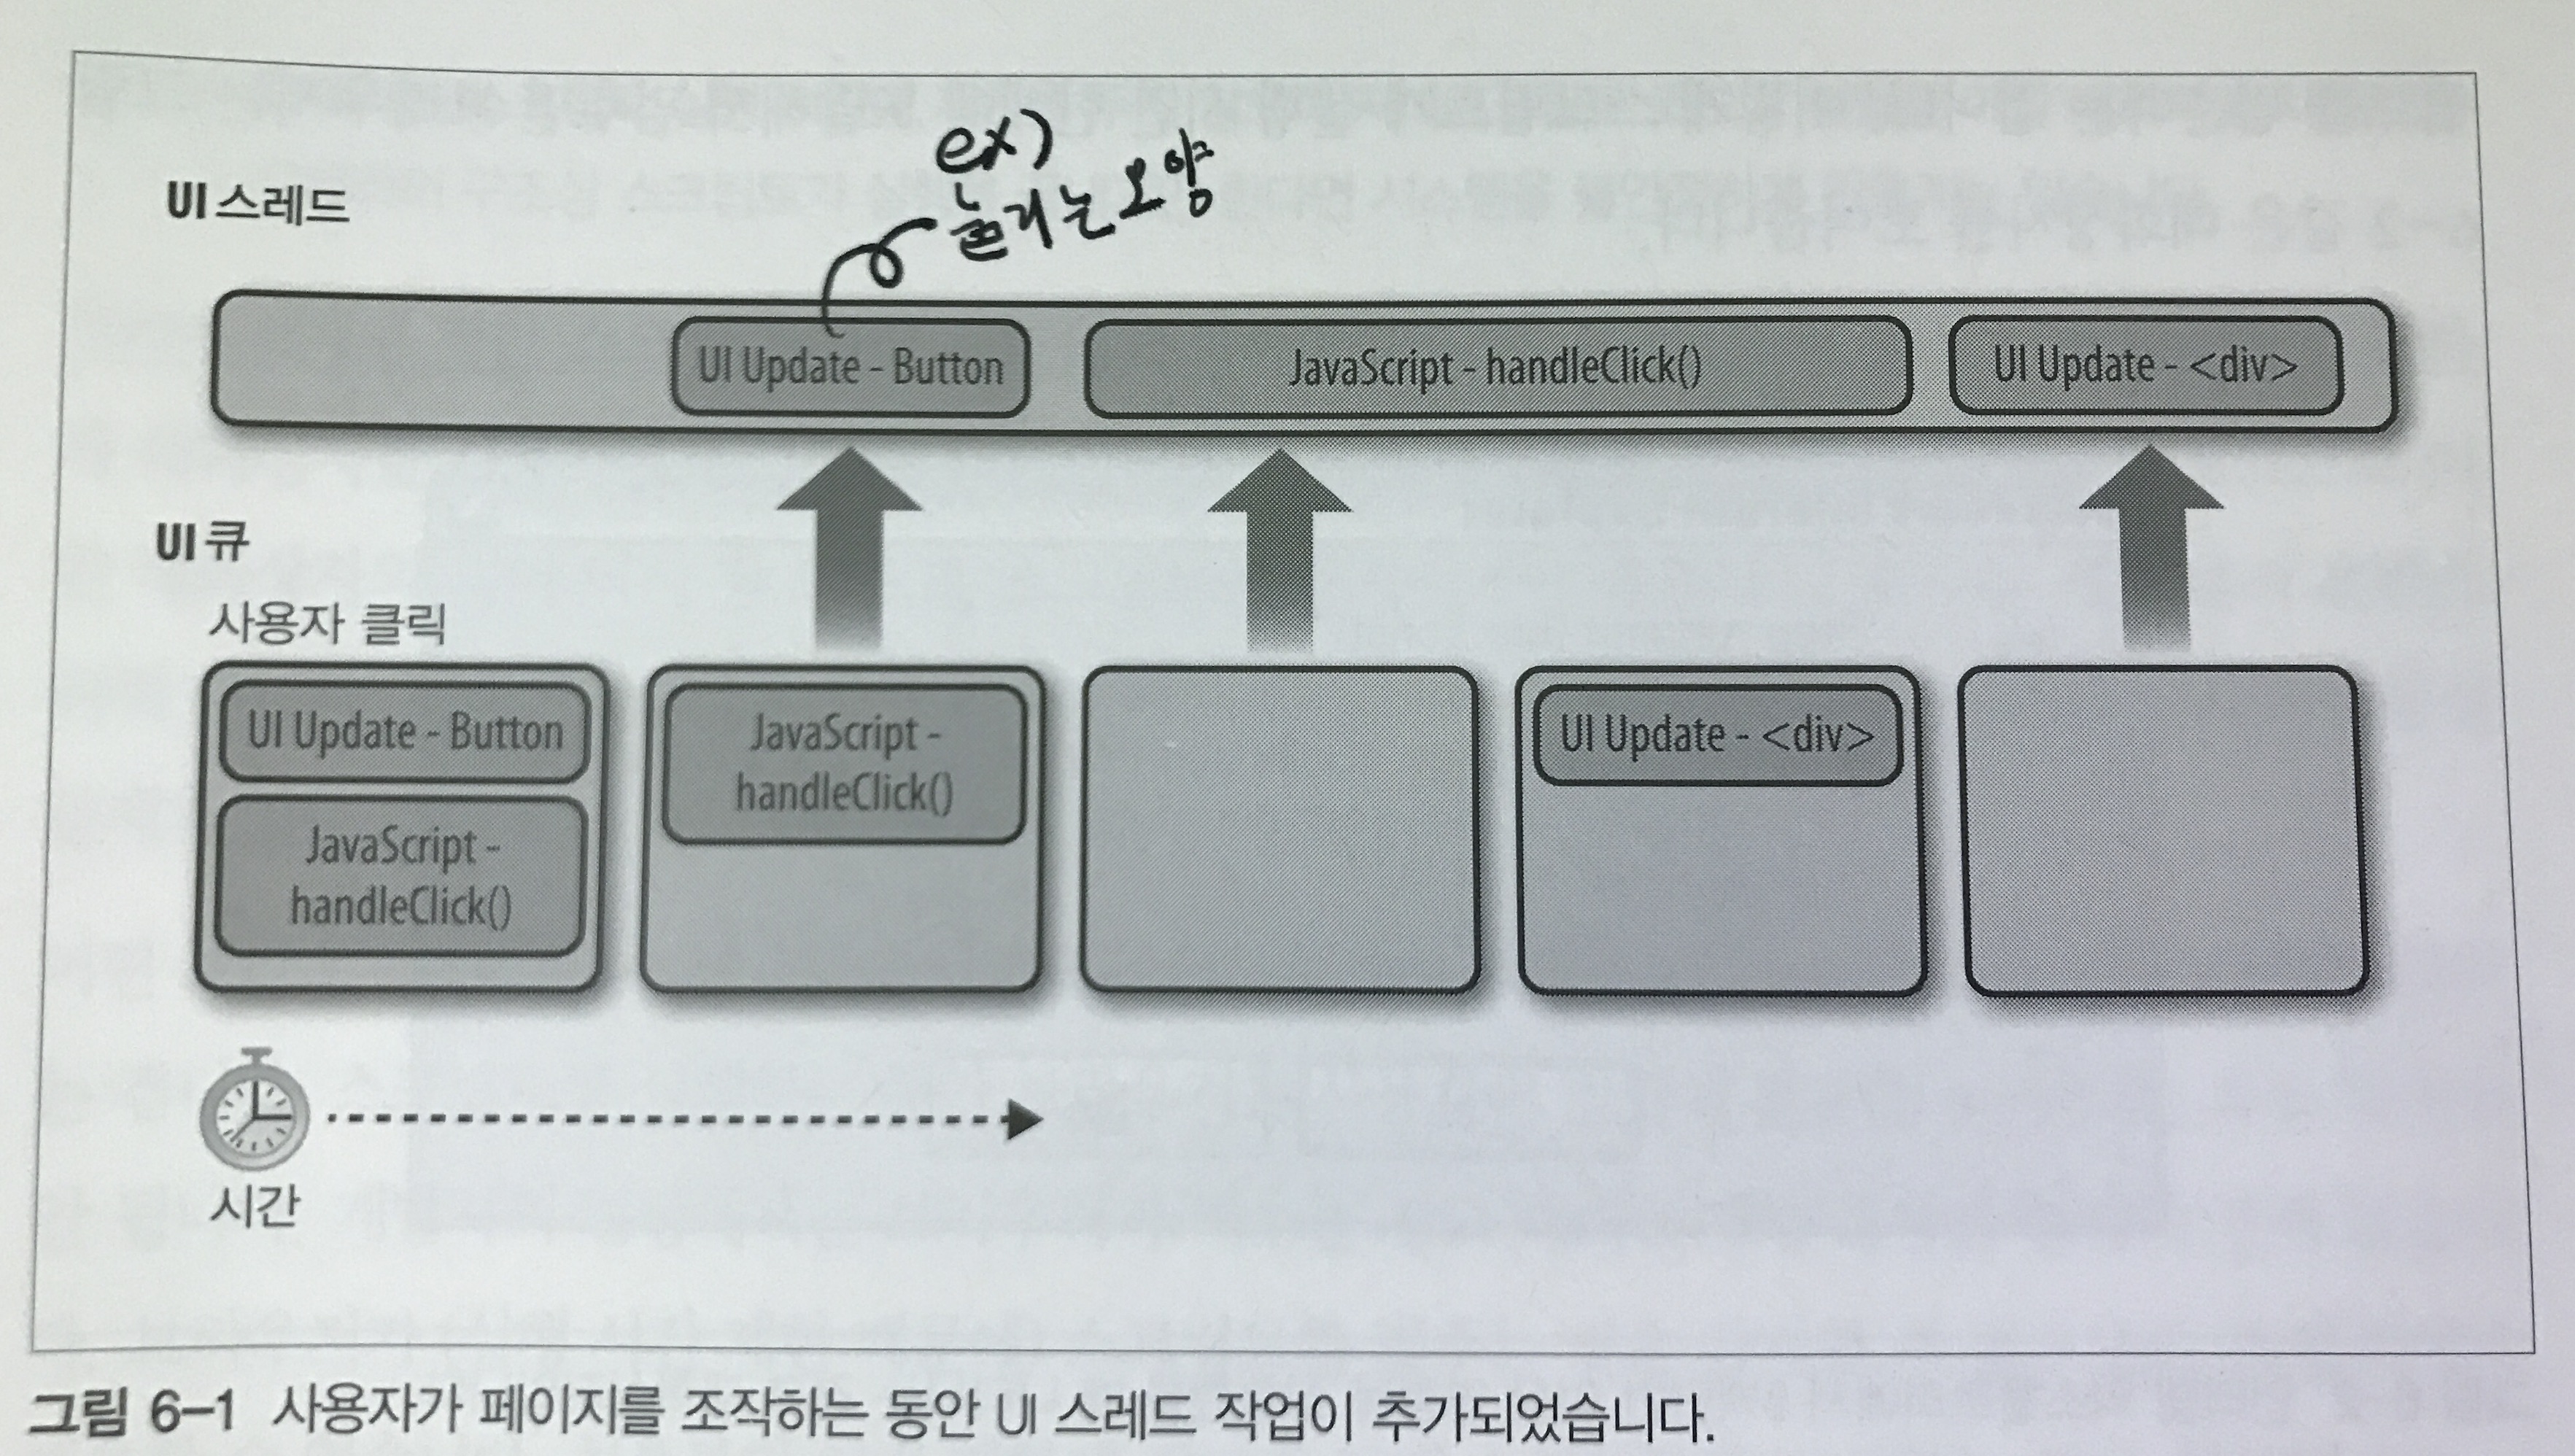 ex)
눌리는 모양
UI 스레드
UI Update - Button
JavaScript - handleClick()
UI Update - <div>
UI 큐
사용자 클릭
UI Update - Button
JavaScript -
handleClick()
JavaScript -
handleClick()
UI Update - <div>
시간
그림 6-1 사용자가 페이지를 조작하는 동안 UI 스레드 작업이 추가되었습니다.